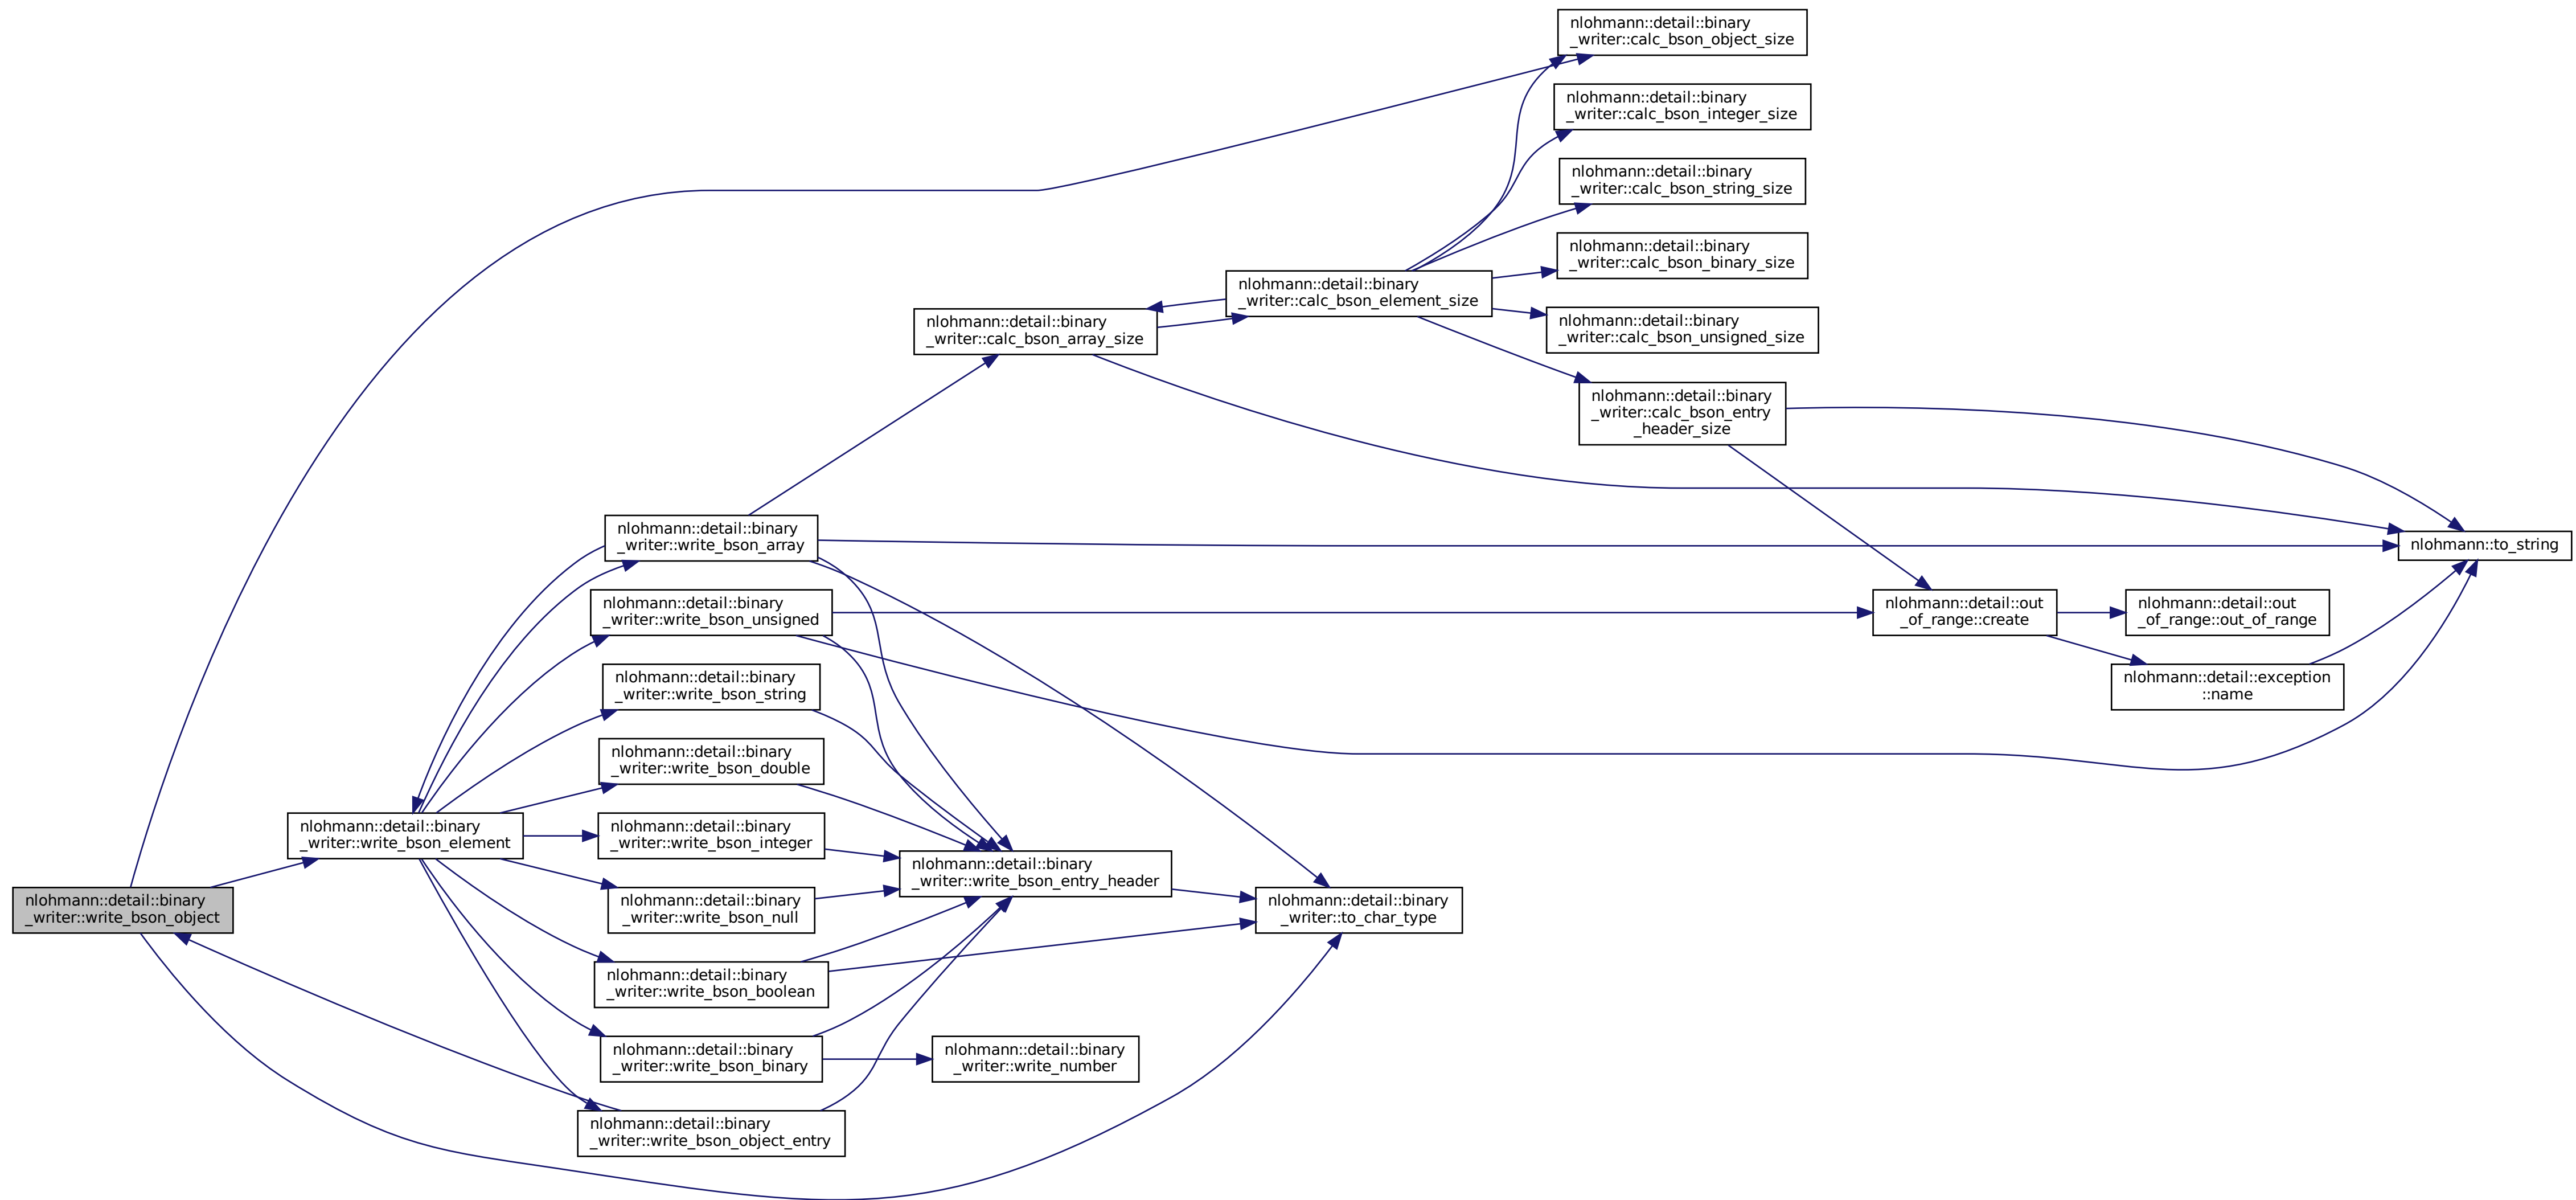 nlohmann::detail::binary
_writer::calc_bson_object_size
nlohmann::detail::binary
_writer::calc_bson_integer_size
nlohmann::detail::binary
_writer::calc_bson_string_size
nlohmann::detail::binary
_writer::calc_bson_binary_size
nlohmann::detail::binary
_writer::calc_bson_element_size
nlohmann::detail::binary
_writer::calc_bson_array_size
nlohmann::detail::binary
_writer::calc_bson_unsigned_size
nlohmann::detail::binary
_writer::calc_bson_entry
_header_size
nlohmann::detail::binary
_writer::write_bson_array
nlohmann::to_string
nlohmann::detail::binary
_writer::write_bson_unsigned
nlohmann::detail::out
_of_range::create
nlohmann::detail::out
_of_range::out_of_range
nlohmann::detail::binary
_writer::write_bson_string
nlohmann::detail::exception
::name
nlohmann::detail::binary
_writer::write_bson_double
nlohmann::detail::binary
_writer::write_bson_element
nlohmann::detail::binary
_writer::write_bson_integer
nlohmann::detail::binary
_writer::write_bson_entry_header
nlohmann::detail::binary
_writer::write_bson_object
nlohmann::detail::binary
_writer::write_bson_null
nlohmann::detail::binary
_writer::to_char_type
nlohmann::detail::binary
_writer::write_bson_boolean
nlohmann::detail::binary
_writer::write_bson_binary
nlohmann::detail::binary
_writer::write_number
nlohmann::detail::binary
_writer::write_bson_object_entry